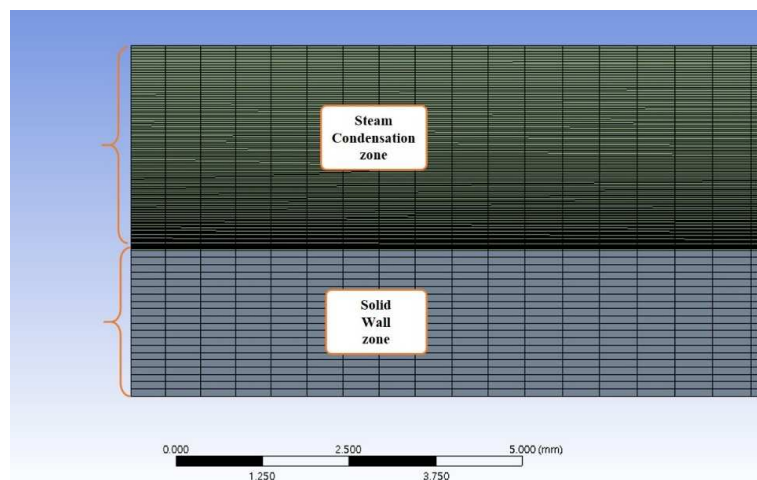 Steam
Condensation
zone
Solid
Wall
zone
0.000 2.500 5.000 (mm)
1.250 3.750